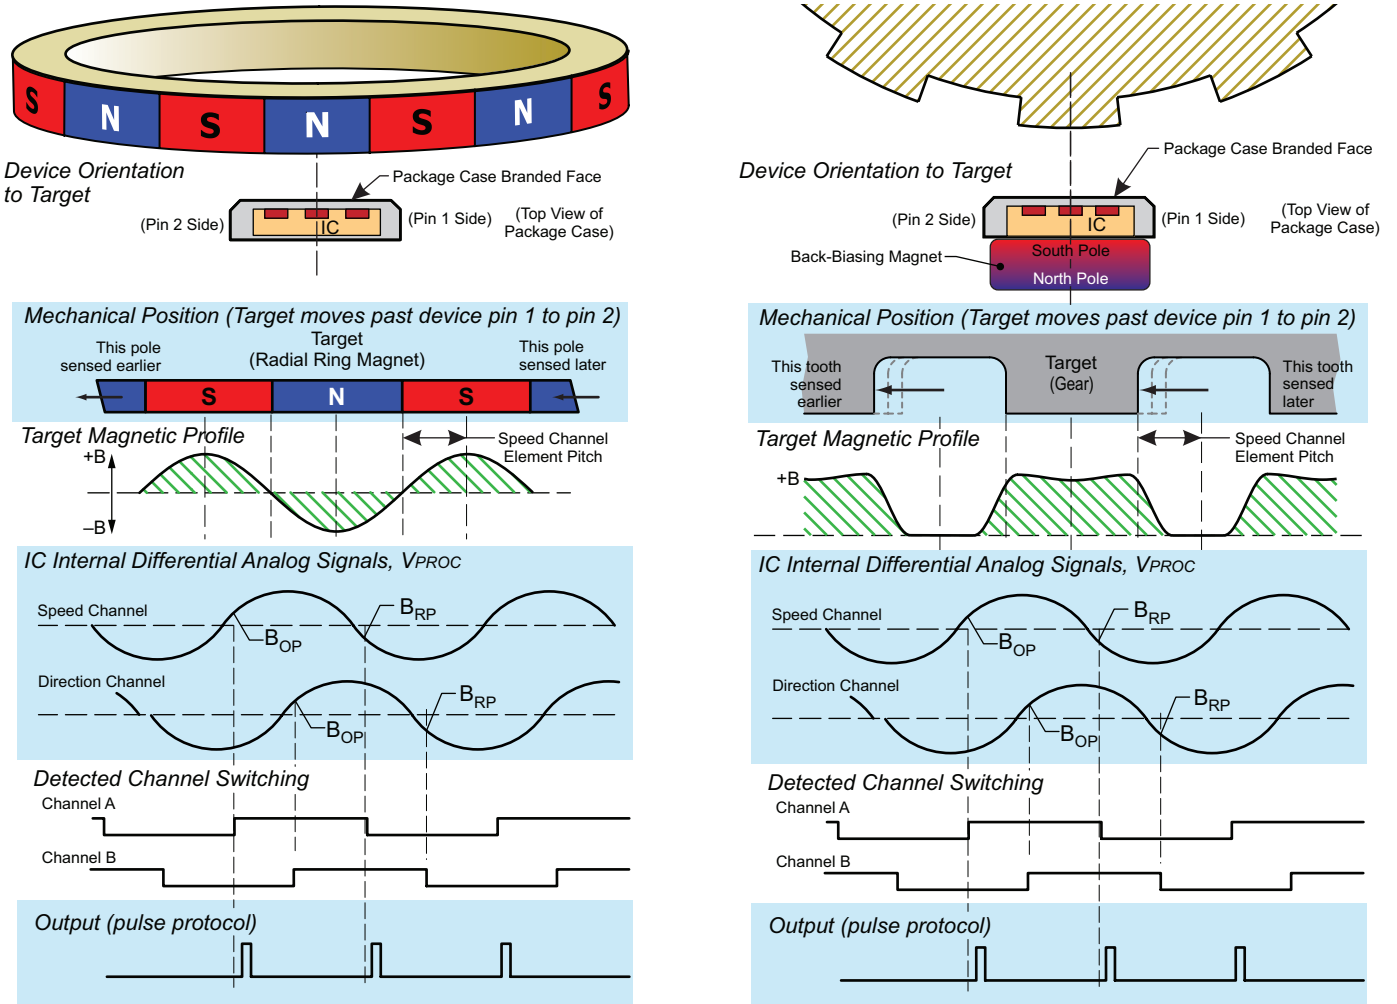 S
N
S
N
S
N
S
Device Orientation
to Target
Package Case Branded Face
(Pin 2 Side)
IC
(Pin 1 Side)
(Top View of
Package Case)
Mechanical Position (Target moves past device pin 1 to pin 2)
This pole
sensed earlier
Target
(Radial Ring Magnet)
This pole
sensed later
S
N
S
Target Magnetic Profile
Speed Channel
Element Pitch
+B
–B
IC Internal Differential Analog Signals, VPROC
Speed Channel
BOP
BRP
Direction Channel
BOP
BRP
Detected Channel Switching
Channel A
Channel B
Output (pulse protocol)
Device Orientation to Target
Package Case Branded Face
(Pin 2 Side)
IC
(Pin 1 Side)
(Top View of
Package Case)
Back-Biasing Magnet
South Pole
North Pole
Mechanical Position (Target moves past device pin 1 to pin 2)
This tooth
sensed
earlier
Target
(Gear)
This tooth
sensed
later
Target Magnetic Profile
Speed Channel
Element Pitch
+B
IC Internal Differential Analog Signals, VPROC
Speed Channel
BOP
BRP
Direction Channel
BOP
BRP
Detected Channel Switching
Channel A
Channel B
Output (pulse protocol)